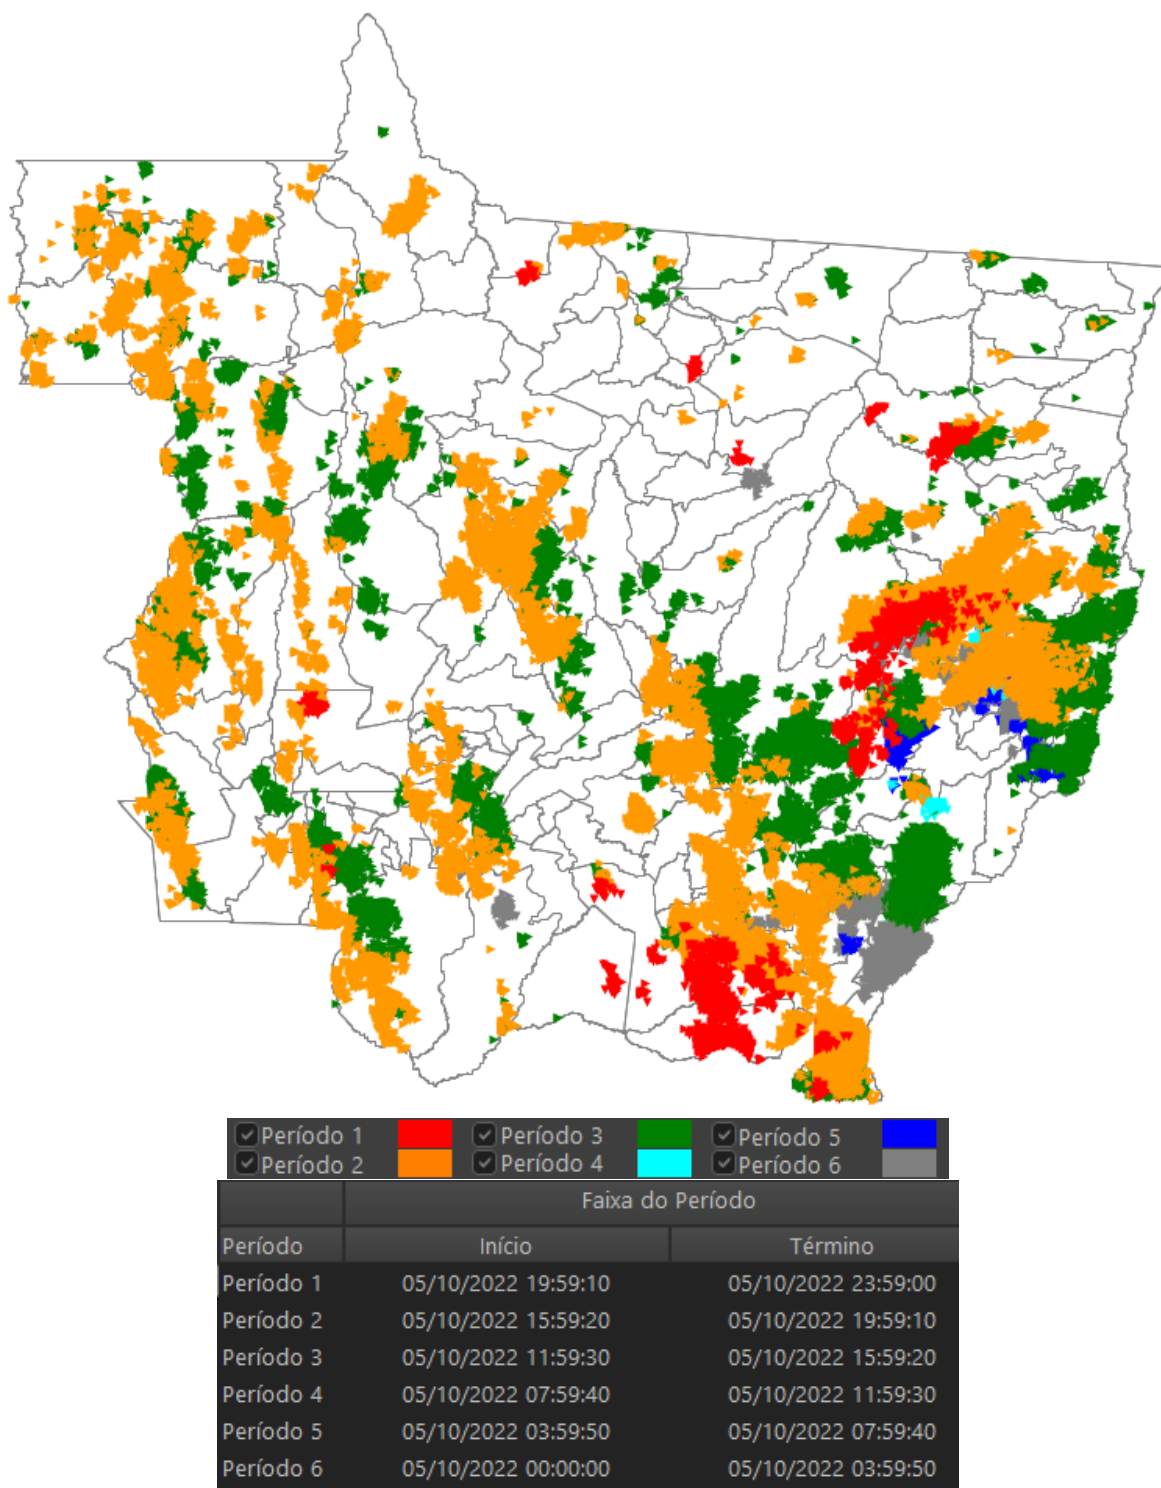 Período 1 Período 3 Período 5
Período 2 Período 4 Período 6
Faixa do Período
Período Início Término
Período 1 05/10/2022 19:59:10 05/10/2022 23:59:00
Período 2 05/10/2022 15:59:20 05/10/2022 19:59:10
Período 3 05/10/2022 11:59:30 05/10/2022 15:59:20
Período 4 05/10/2022 07:59:40 05/10/2022 11:59:30
Período 5 05/10/2022 03:59:50 05/10/2022 07:59:40
Período 6 05/10/2022 00:00:00 05/10/2022 03:59:50